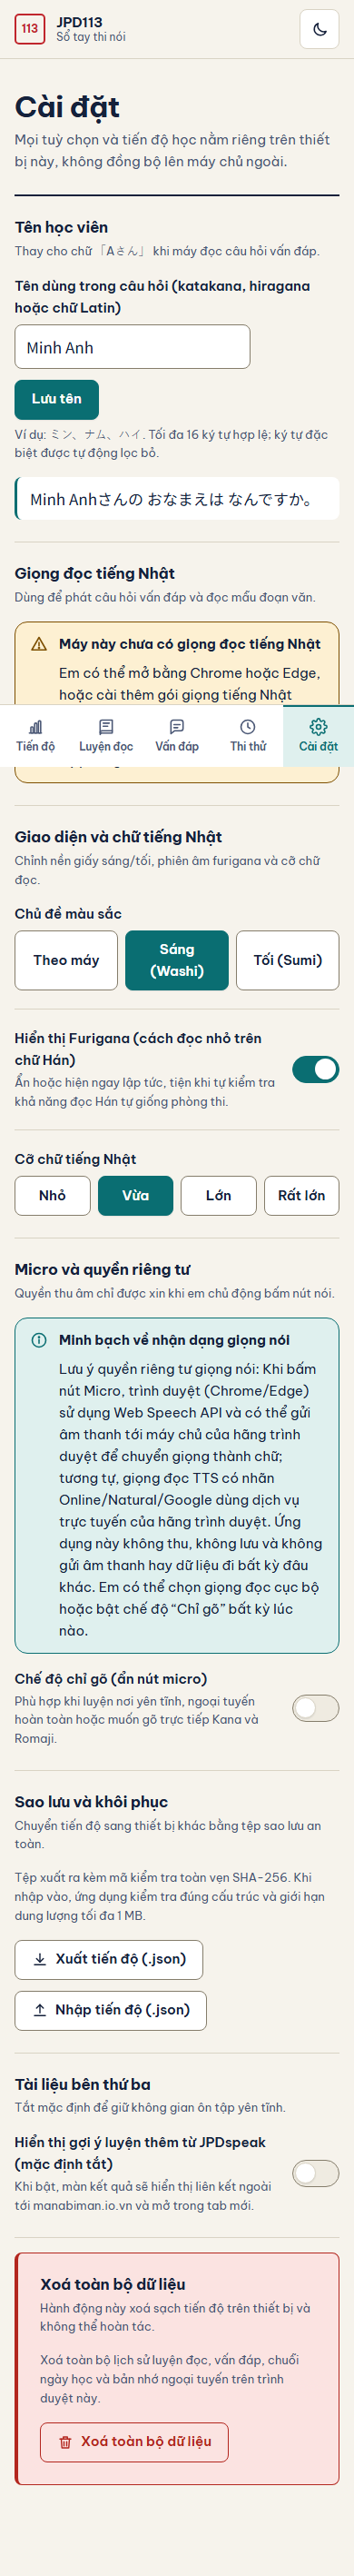 113
JPD113
Sổ tay thi nói
Cài đặt
Mọi tuỳ chọn và tiến độ học nằm riêng trên thiết
bị này, không đồng bộ lên máy chủ ngoài.
Tên học viên
Thay cho chữ 「Aさん」 khi máy đọc câu hỏi vấn đáp.
Tên dùng trong câu hỏi (katakana, hiragana
hoặc chữ Latin)
Minh Anh
Lưu tên
Ví dụ: ミン、ナム、ハイ. Tối đa 16 ký tự hợp lệ; ký tự đặc
biệt được tự động lọc bỏ.
Minh Anhさんの おなまえは なんですか。
Giọng đọc tiếng Nhật
Dùng để phát câu hỏi vấn đáp và đọc mẫu đoạn văn.
Máy này chưa có giọng đọc tiếng Nhật
Em có thể mở bằng Chrome hoặc Edge,
hoặc cài thêm gói giọng tiếng Nhật
Tiến độ
Luyện đọc
Vấn đáp
Thi thử
Cài đặt
Giao diện và chữ tiếng Nhật
Chỉnh nền giấy sáng/tối, phiên âm furigana và cỡ chữ
đọc.
Chủ đề màu sắc
Theo máy
Sáng
(Washi)
Tối (Sumi)
Hiển thị Furigana (cách đọc nhỏ trên
chữ Hán)
Ẩn hoặc hiện ngay lập tức, tiện khi tự kiểm tra
khả năng đọc Hán tự giống phòng thi.
Cỡ chữ tiếng Nhật
Nhỏ
Vừa
Lớn
Rất lớn
Micro và quyền riêng tư
Quyền thu âm chỉ được xin khi em chủ động bấm nút nói.
Minh bạch về nhận dạng giọng nói
Lưu ý quyền riêng tư giọng nói: Khi bấm
nút Micro, trình duyệt (Chrome/Edge)
sử dụng Web Speech API và có thể gửi
âm thanh tới máy chủ của hãng trình
duyệt để chuyển giọng thành chữ;
tương tự, giọng đọc TTS có nhãn
Online/Natural/Google dùng dịch vụ
trực tuyến của hãng trình duyệt. Ứng
dụng này không thu, không lưu và không
gửi âm thanh hay dữ liệu đi bất kỳ đâu
khác. Em có thể chọn giọng đọc cục bộ
hoặc bật chế độ “Chỉ gõ” bất kỳ lúc
nào.
Chế độ chỉ gõ (ẩn nút micro)
Phù hợp khi luyện nơi yên tĩnh, ngoại tuyến
hoàn toàn hoặc muốn gõ trực tiếp Kana và
Romaji.
Sao lưu và khôi phục
Chuyển tiến độ sang thiết bị khác bằng tệp sao lưu an
toàn.
Tệp xuất ra kèm mã kiểm tra toàn vẹn SHA-256. Khi
nhập vào, ứng dụng kiểm tra đúng cấu trúc và giới hạn
dung lượng tối đa 1 MB.
Xuất tiến độ (.json)
Nhập tiến độ (.json)
Tài liệu bên thứ ba
Tắt mặc định để giữ không gian ôn tập yên tĩnh.
Hiển thị gợi ý luyện thêm từ JPDspeak
(mặc định tắt)
Khi bật, màn kết quả sẽ hiển thị liên kết ngoài
tới manabiman.io.vn và mở trong tab mới.
Xoá toàn bộ dữ liệu
Hành động này xoá sạch tiến độ trên thiết bị và
không thể hoàn tác.
Xoá toàn bộ lịch sử luyện đọc, vấn đáp, chuỗi
ngày học và bản nhớ ngoại tuyến trên trình
duyệt này.
Xoá toàn bộ dữ liệu